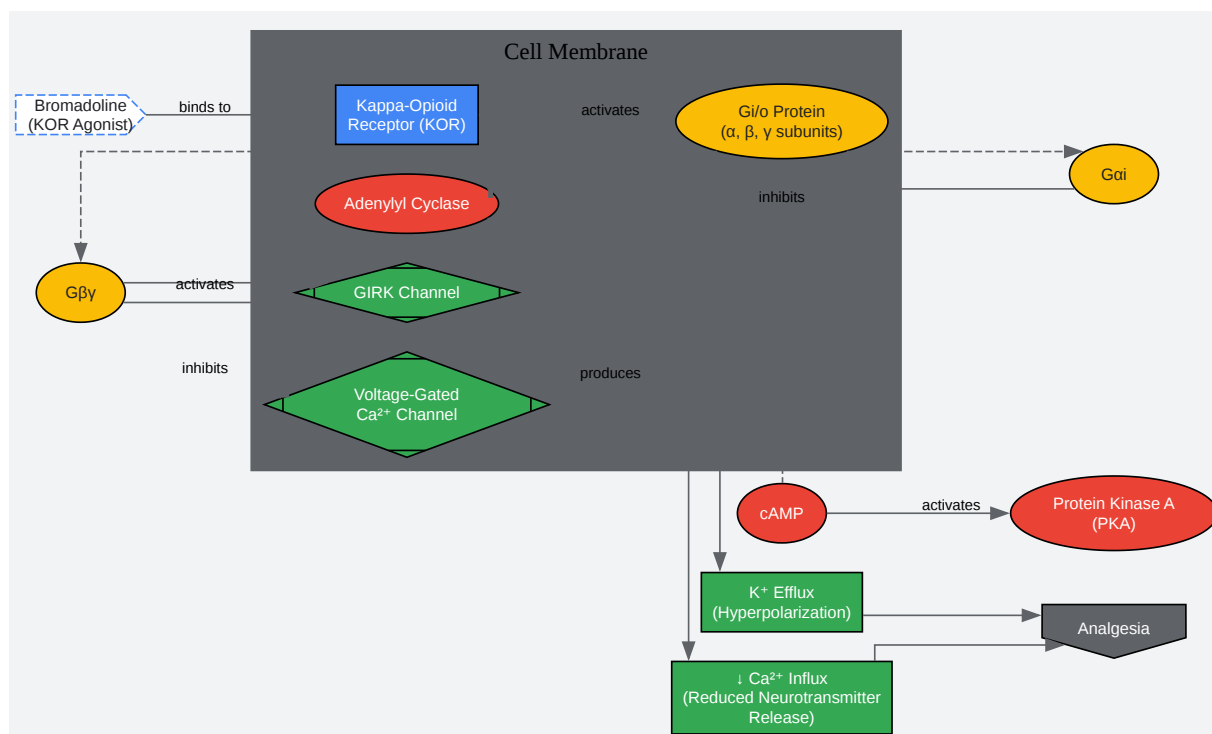 Cell Membrane
Bromadoline
(KOR Agonist)
binds to
Kappa-Opioid
Receptor (KOR)
activates
Gi/o Protein
(α, β, γ subunits)
Gαi
Adenylyl Cyclase
inhibits
Gβγ
activates
GIRK Channel
inhibits
Voltage-Gated
Ca²⁺ Channel
produces
cAMP
activates
Protein Kinase A
(PKA)
K⁺ Efflux
(Hyperpolarization)
Analgesia
↓ Ca²⁺ Influx
(Reduced Neurotransmitter
Release)